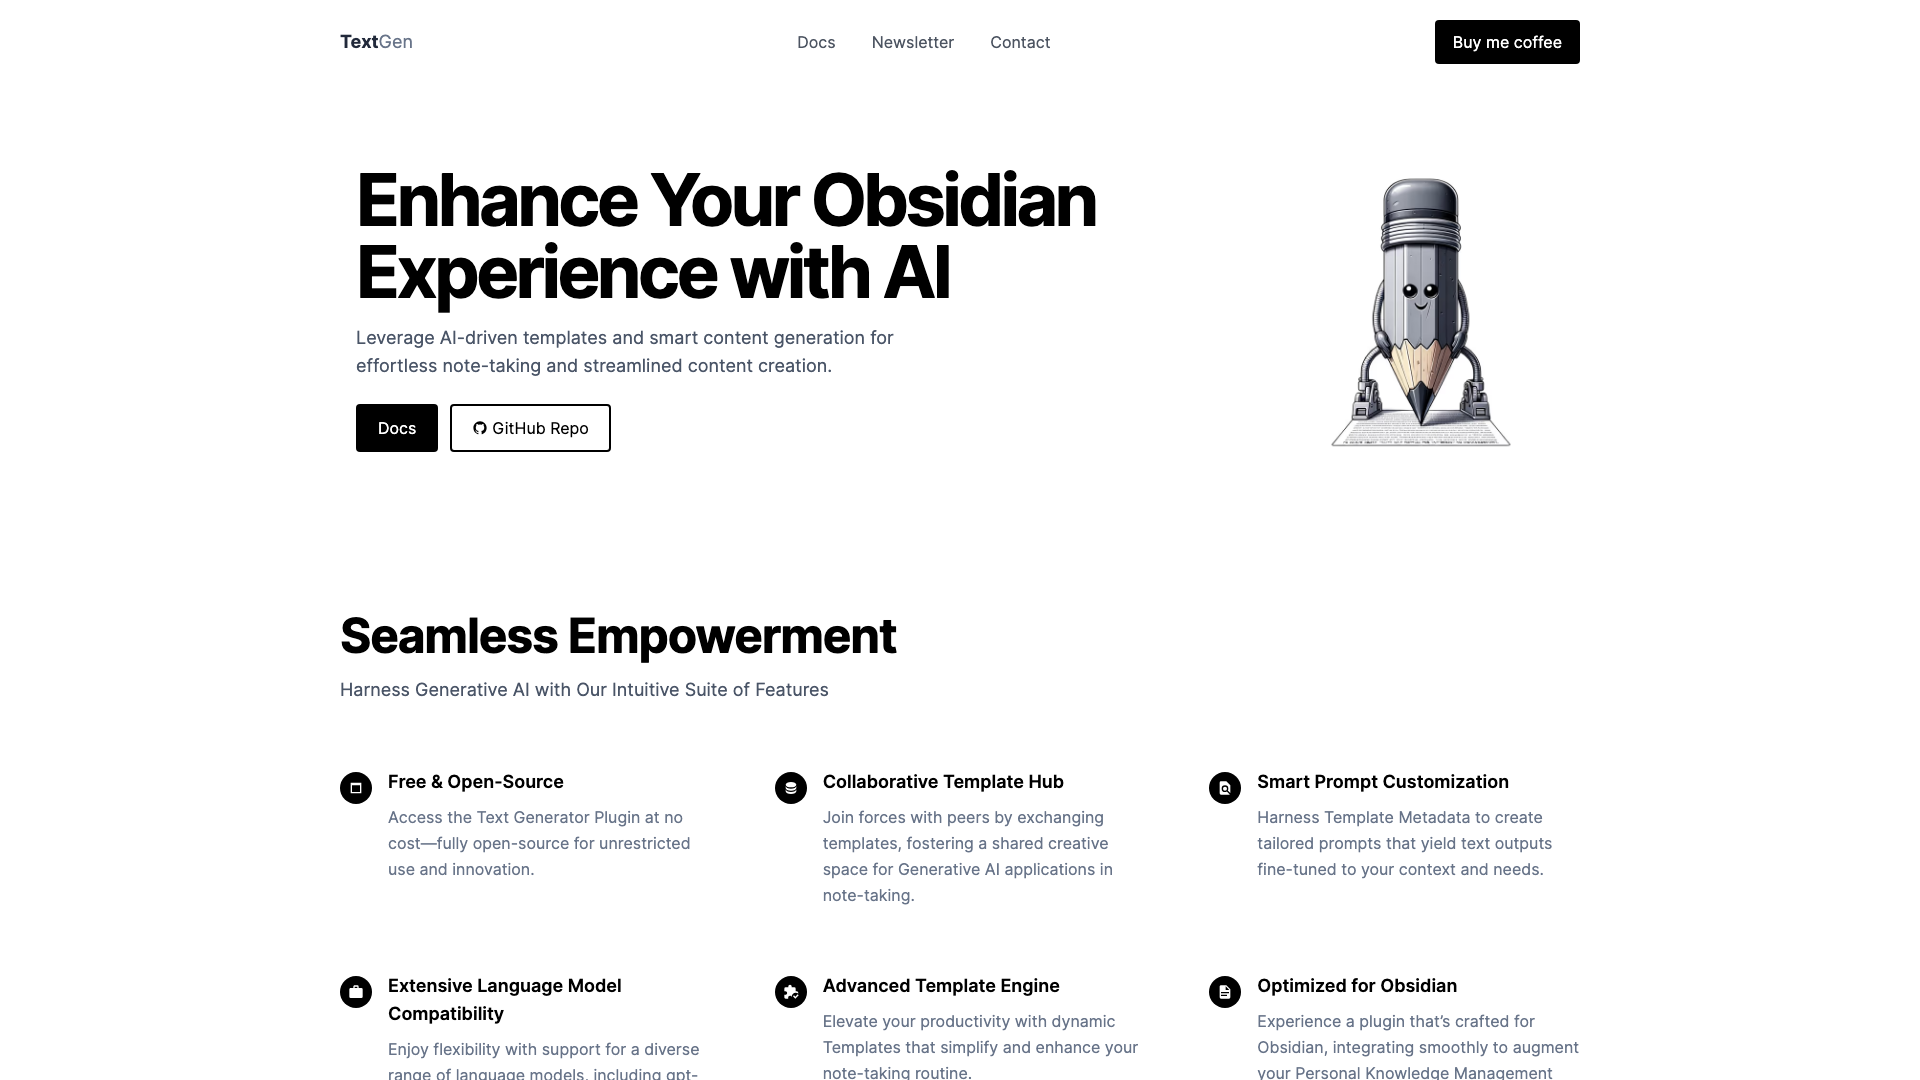 TextGen
Docs
Newsletter
Contact
Buy me coffee
Enhance Your Obsidian
Experience with AI
Leverage AI-driven templates and smart content generation for
effortless note-taking and streamlined content creation.
Docs
GitHub Repo
Seamless Empowerment
Harness Generative AI with Our Intuitive Suite of Features
Free & Open-Source
Access the Text Generator Plugin at no
cost—fully open-source for unrestricted
use and innovation.
Collaborative Template Hub
Join forces with peers by exchanging
templates, fostering a shared creative
space for Generative AI applications in
note-taking.
Smart Prompt Customization
Harness Template Metadata to create
tailored prompts that yield text outputs
fine-tuned to your context and needs.
Extensive Language Model
Compatibility
Enjoy flexibility with support for a diverse
range of language models, including gpt-
Advanced Template Engine
Elevate your productivity with dynamic
Templates that simplify and enhance your
note-taking routine.
Optimized for Obsidian
Experience a plugin that’s crafted for
Obsidian, integrating smoothly to augment
your Personal Knowledge Management